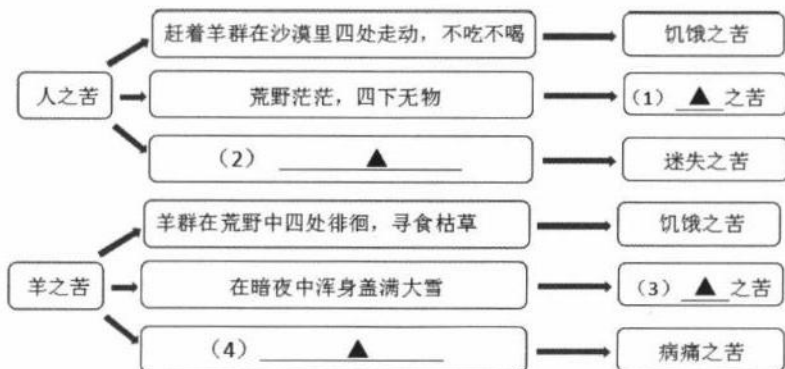 赶着羊群在沙漠里四处走动，不吃不喝
饥饿之苦
人之苦
荒野茫茫，四下无物
(1) ▲ 之苦
(2) ▲
迷失之苦
羊群在荒野中四处徘徊，寻食枯草
饥饿之苦
羊之苦
在暗夜中浑身盖满大雪
(3) ▲ 之苦
(4) ▲
病痛之苦